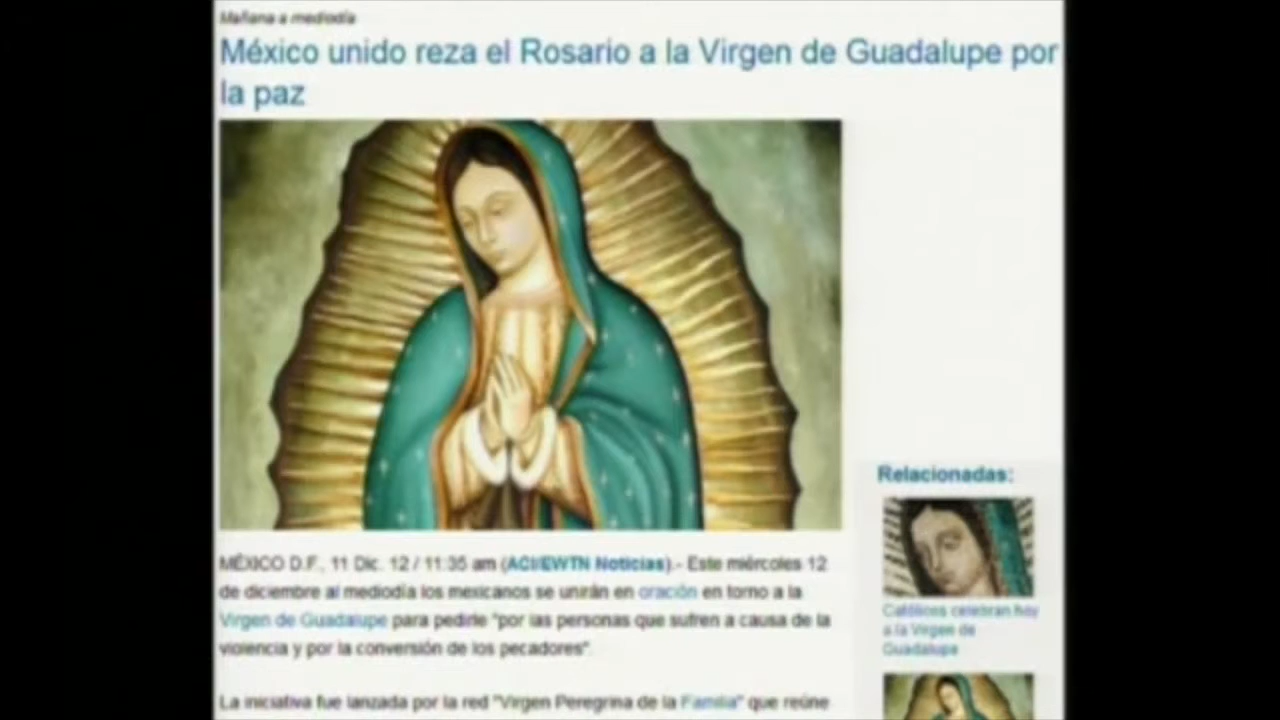 Mañana a mediodía
México unido reza el Rosario a la Virgen de Guadalupe por
la paz
Relacionadas:
MÉXICO D.F., 11 Dic. 12 / 11:35 am (ACI/EWTN Noticias).- Este miércoles 12
de diciembre al mediodía los mexicanos se unirán en oración en torno a la
Virgen de Guadalupe para pedirle "por las personas que sufren a causa de la
violencia y por la conversión de los pecadores".
La iniciativa fue lanzada por la red "Virgen Peregrina de la Familia" que reúne
Católicos celebran hoy
a la Virgen de
Guadalupe